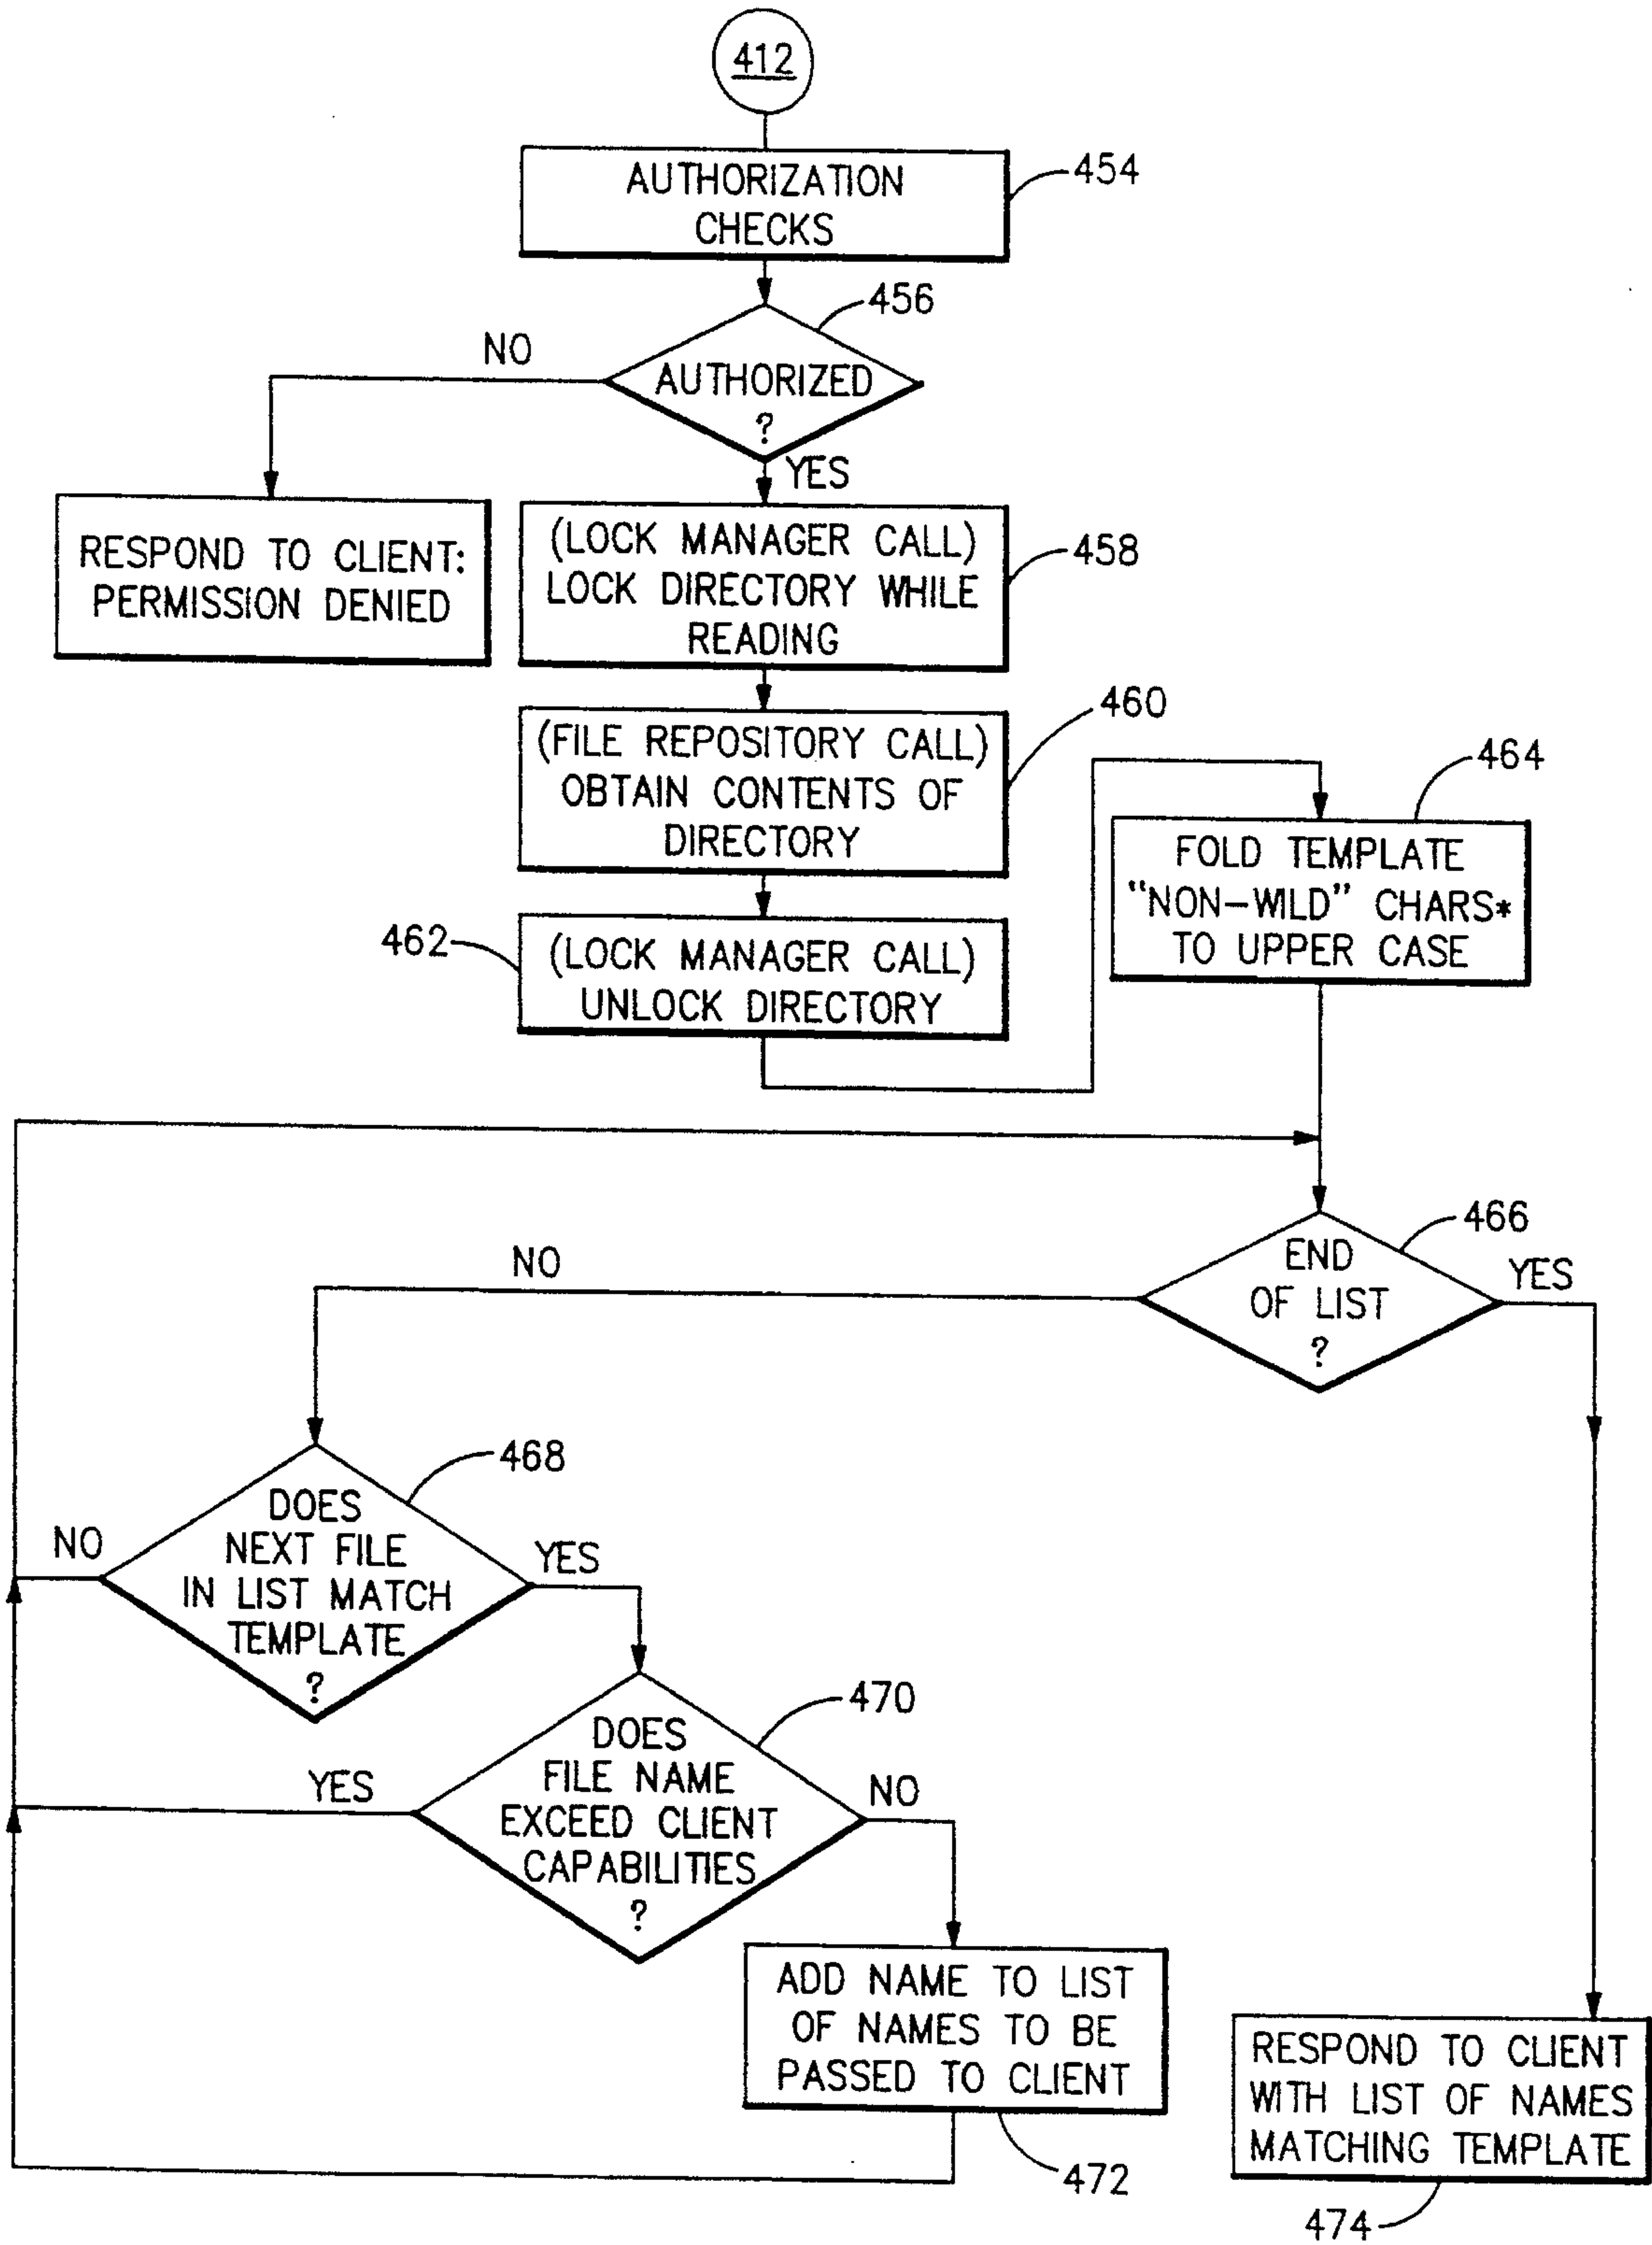 412
AUTHORIZATION
CHECKS
454
456
NO
AUTHORIZED
?
YES
RESPOND TO CLIENT:
PERMISSION DENIED
(LOCK MANAGER CALL)
LOCK DIRECTORY WHILE
READING
458
(FILE REPOSITORY CALL)
OBTAIN CONTENTS OF
DIRECTORY
460
462
(LOCK MANAGER CALL)
UNLOCK DIRECTORY
464
FOLD TEMPLATE
"NON-WILD" CHARS*
TO UPPER CASE
466
END
OF LIST
?
NO
YES
468
DOES
NEXT FILE
IN LIST MATCH
TEMPLATE
?
NO
YES
470
DOES
FILE NAME
EXCEED CLIENT
CAPABILITIES
?
YES
NO
ADD NAME TO LIST
OF NAMES TO BE
PASSED TO CLIENT
472
RESPOND TO CLIENT
WITH LIST OF NAMES
MATCHING TEMPLATE
474